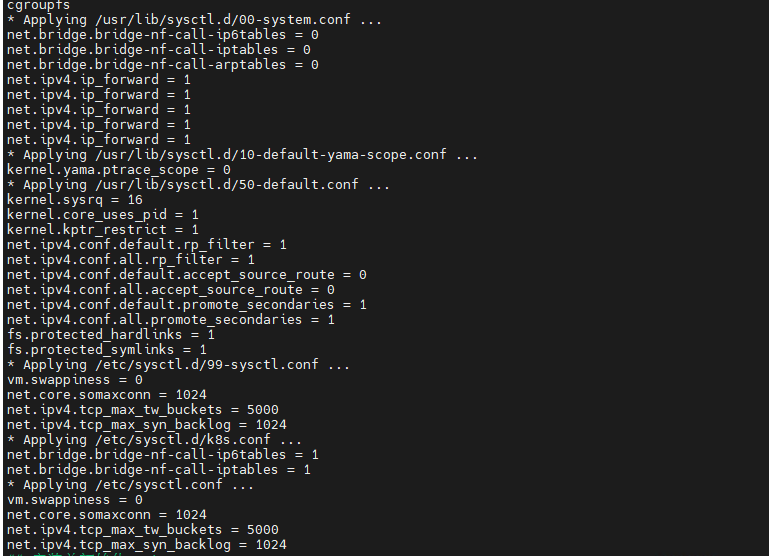 cgroupfs
* Applying /usr/lib/sysctl.d/00-system.conf ...
net.bridge.bridge-nf-call-ip6tables = 0
net.bridge.bridge-nf-call-iptables = 0
net.bridge.bridge-nf-call-arptables = 0
net.ipv4.ip_forward = 1
net.ipv4.ip_forward = 1
net.ipv4.ip_forward = 1
net.ipv4.ip_forward = 1
net.ipv4.ip_forward = 1
* Applying /usr/lib/sysctl.d/10-default-yama-scope.conf ...
kernel.yama.ptrace_scope = 0
* Applying /usr/lib/sysctl.d/50-default.conf ...
kernel.sysrq = 16
kernel.core_uses_pid = 1
kernel.kptr_restrict = 1
net.ipv4.conf.default.rp_filter = 1
net.ipv4.conf.all.rp_filter = 1
net.ipv4.conf.default.accept_source_route = 0
net.ipv4.conf.all.accept_source_route = 0
net.ipv4.conf.default.promote_secondaries = 1
net.ipv4.conf.all.promote_secondaries = 1
fs.protected_hardlinks = 1
fs.protected_symlinks = 1
* Applying /etc/sysctl.d/99-sysctl.conf ...
vm.swappiness = 0
net.core.somaxconn = 1024
net.ipv4.tcp_max_tw_buckets = 5000
net.ipv4.tcp_max_syn_backlog = 1024
* Applying /etc/sysctl.d/k8s.conf ...
net.bridge.bridge-nf-call-ip6tables = 1
net.bridge.bridge-nf-call-iptables = 1
* Applying /etc/sysctl.conf ...
vm.swappiness = 0
net.core.somaxconn = 1024
net.ipv4.tcp_max_tw_buckets = 5000
net.ipv4.tcp_max_syn_backlog = 1024